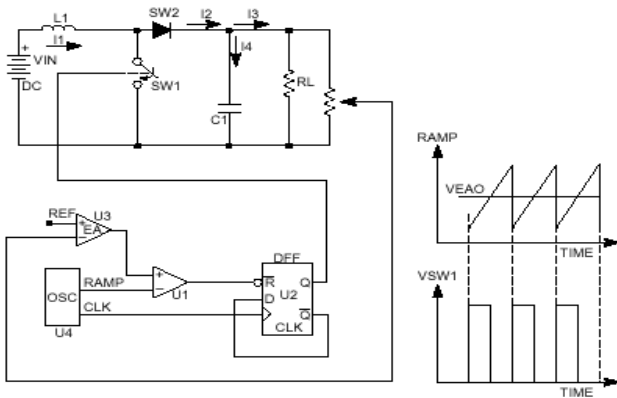 L1
SW2
I2
I3
I1
I4
VIN
DC
SW1
C1
RL
RAMP
VEAO
TIME
VSW1
TIME
REF
U3
EA
DFF
U1
R
Q
D
U2
Q
CLK
OSC
RAMP
CLK
U4